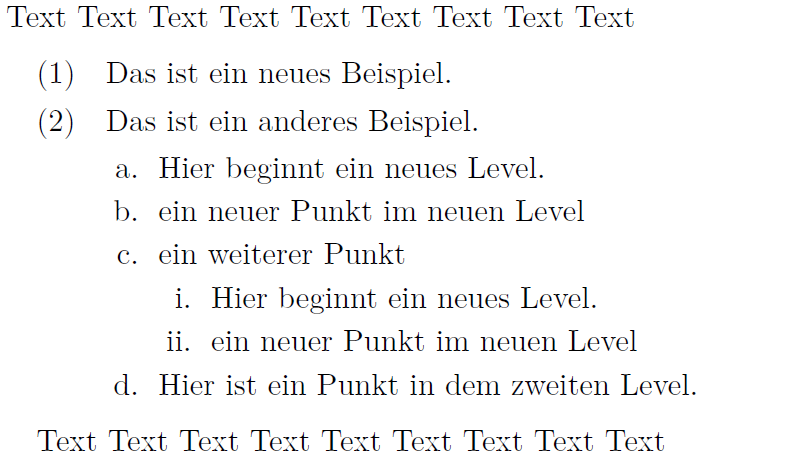 Text Text Text Text Text Text Text Text Text
(1) Das ist ein neues Beispiel.
(2) Das ist ein anderes Beispiel.
a. Hier beginnt ein neues Level.
b. ein neuer Punkt im neuen Level
c. ein weiterer Punkt
i. Hier beginnt ein neues Level.
ii. ein neuer Punkt im neuen Level
d. Hier ist ein Punkt in dem zweiten Level.
Text Text Text Text Text Text Text Text Text